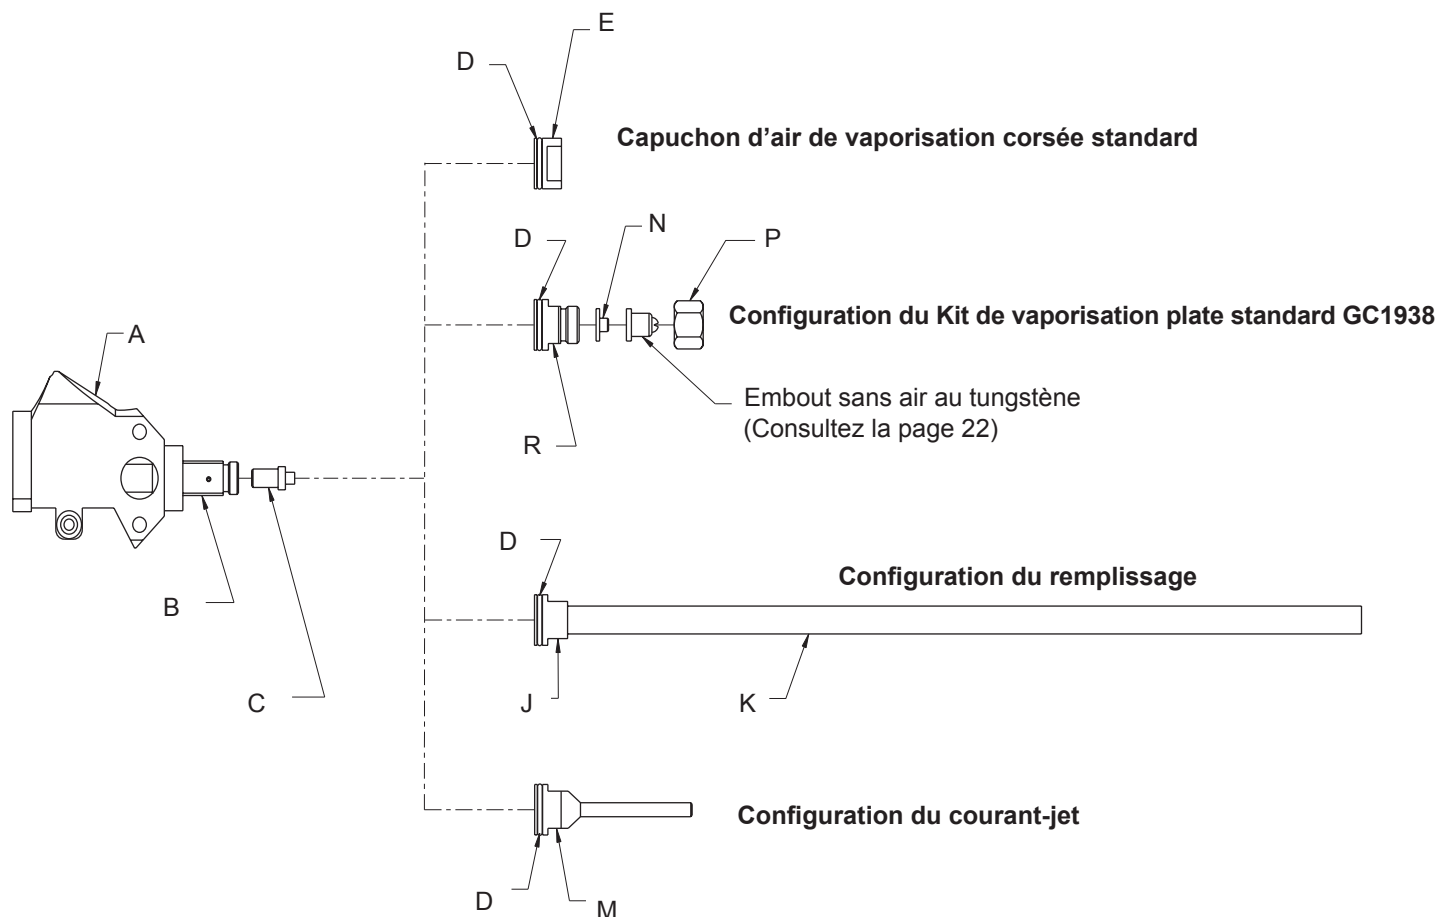 E
D
Capuchon d’air de vaporisation corsée standard
N
D
P
Configuration du Kit de vaporisation plate standard GC1938
A
Embout sans air au tungstène
(Consultez la page 22)
R
D
Configuration du remplissage
B
C
J
K
Configuration du courant-jet
D
M